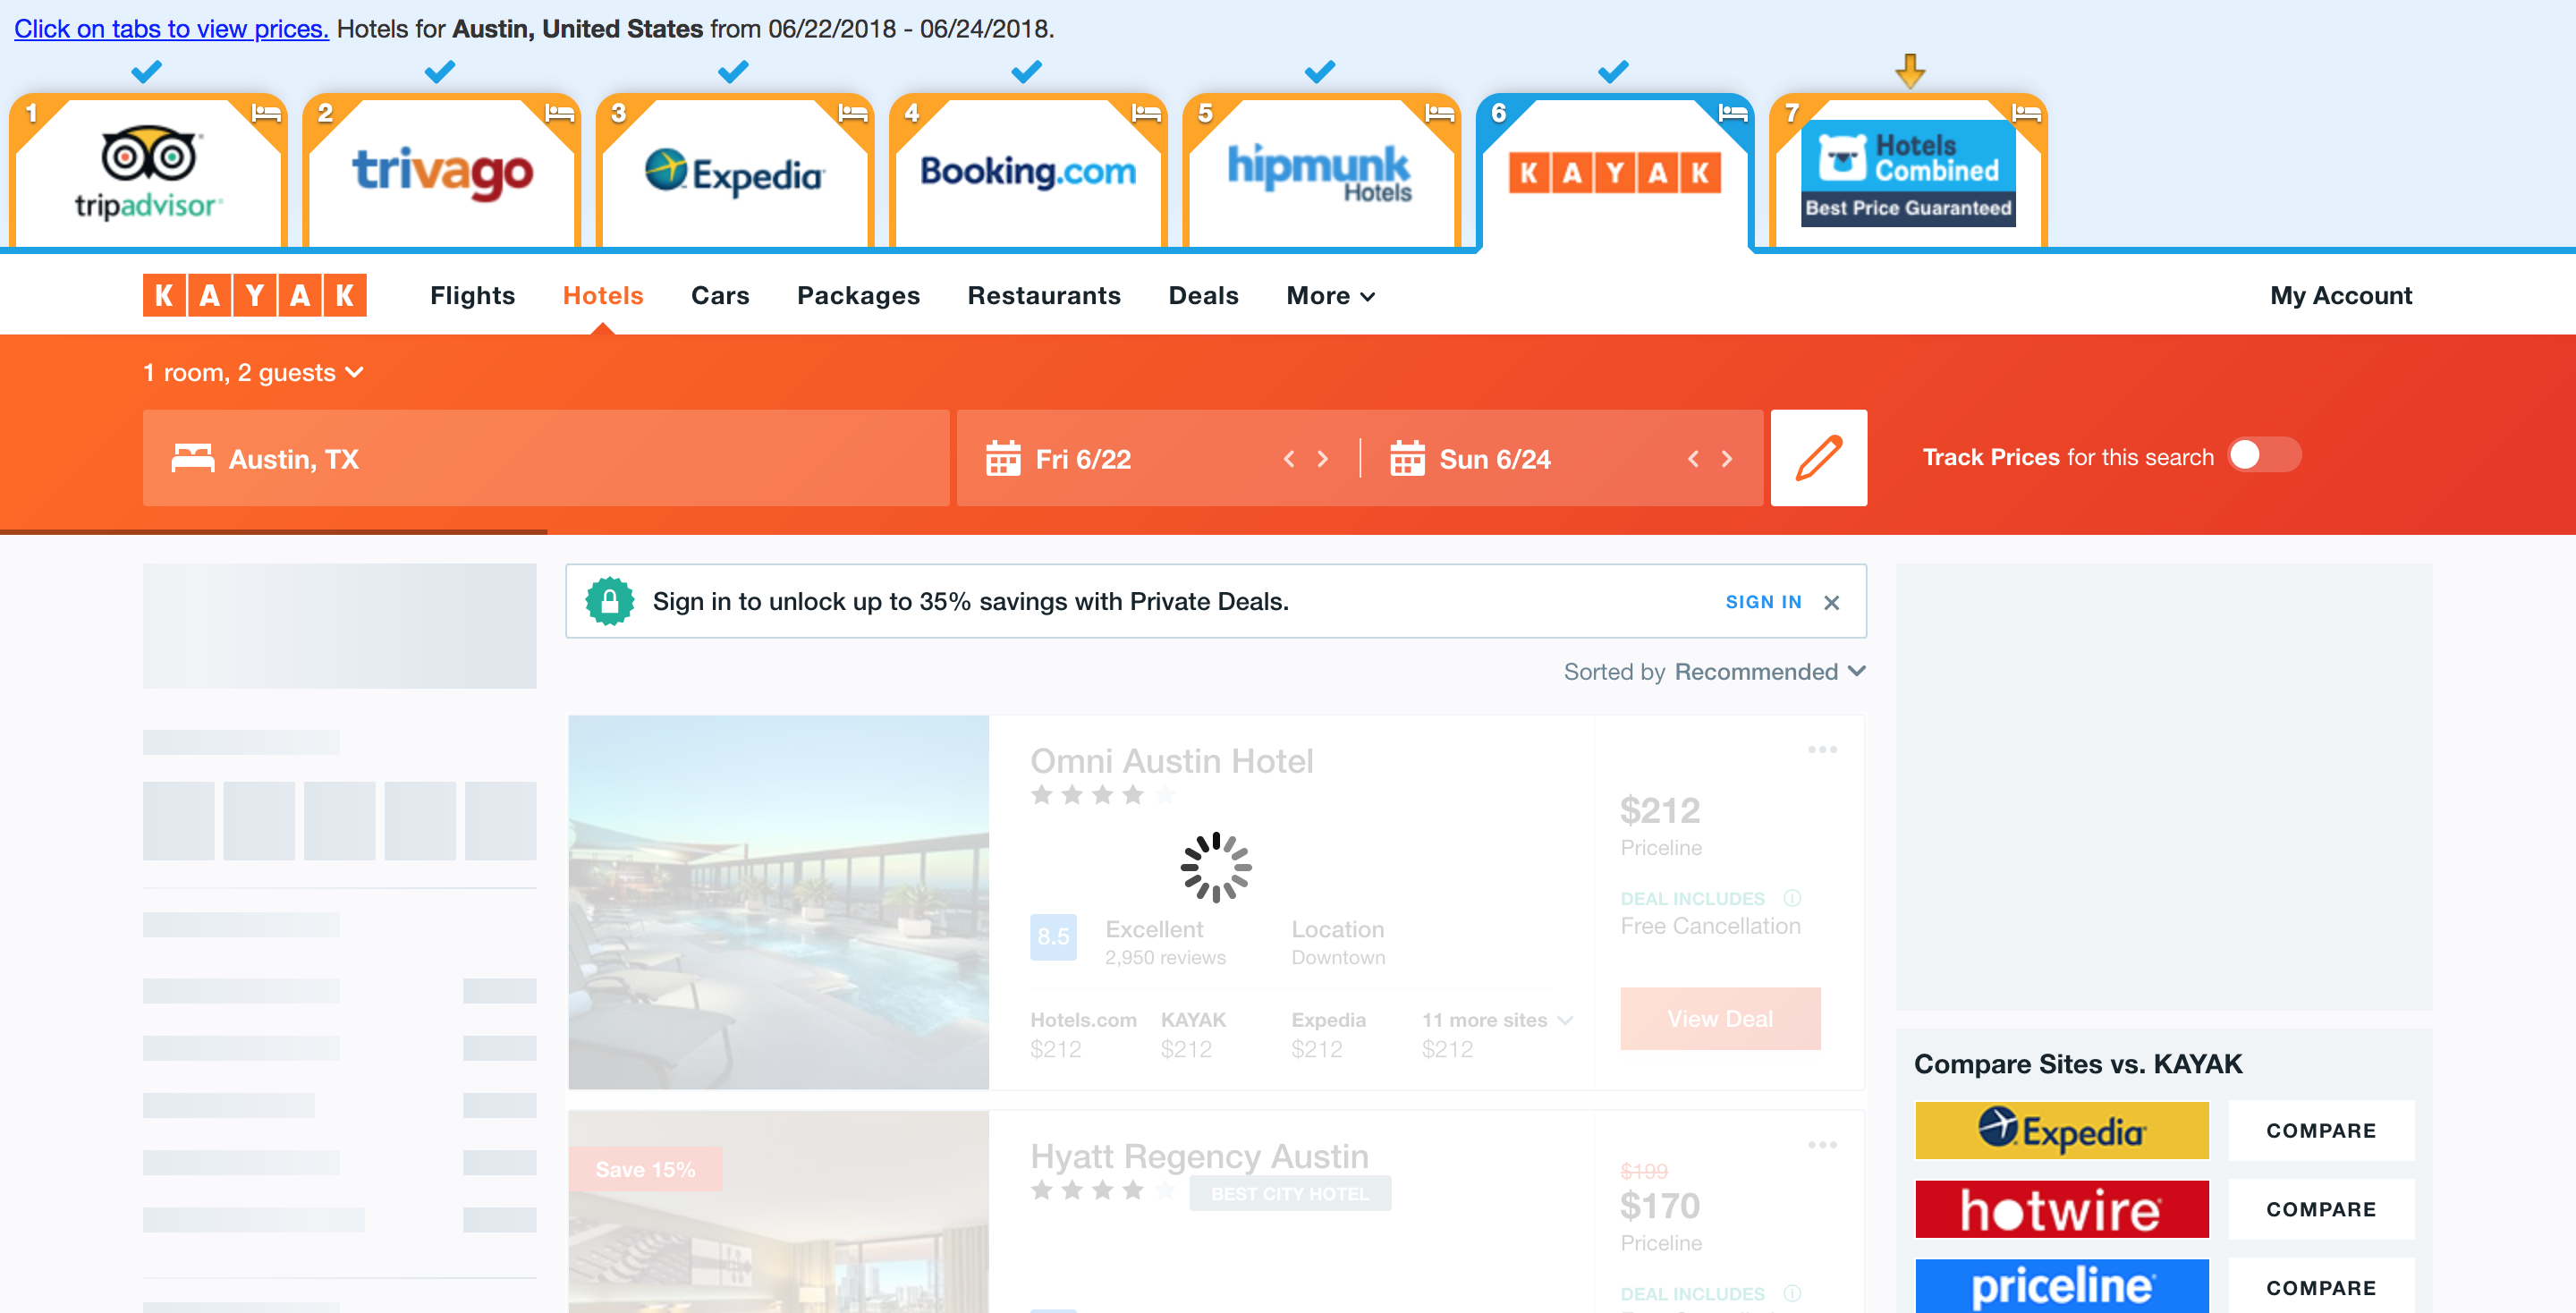 Click on tabs to view prices. Hotels for Austin, United States from 06/22/2018 - 06/24/2018.
1 tripadvisor
2 trivago
3 Expedia
4 Booking.com
5 hipmunk Hotels
6 KAYAK
7 Hotels Combined
Best Price Guaranteed
KAYAK Flights Hotels Cars Packages Restaurants Deals More My Account
1 room, 2 guests
Austin, TX Fri 6/22 Sun 6/24 Track Prices for this search
Sign in to unlock up to 35% savings with Private Deals. SIGN IN
Sorted by Recommended
Omni Austin Hotel
$212
Priceline
DEAL INCLUDES
Free Cancellation
8.5 Excellent Location
2,950 reviews Downtown
Hotels.com KAYAK Expedia 11 more sites
$212 $212 $212 $212
View Deal
Save 15%
Hyatt Regency Austin
BEST CITY HOTEL
$199
$170
Priceline
DEAL INCLUDES
Compare Sites vs. KAYAK
Expedia COMPARE
hotwire COMPARE
priceline COMPARE